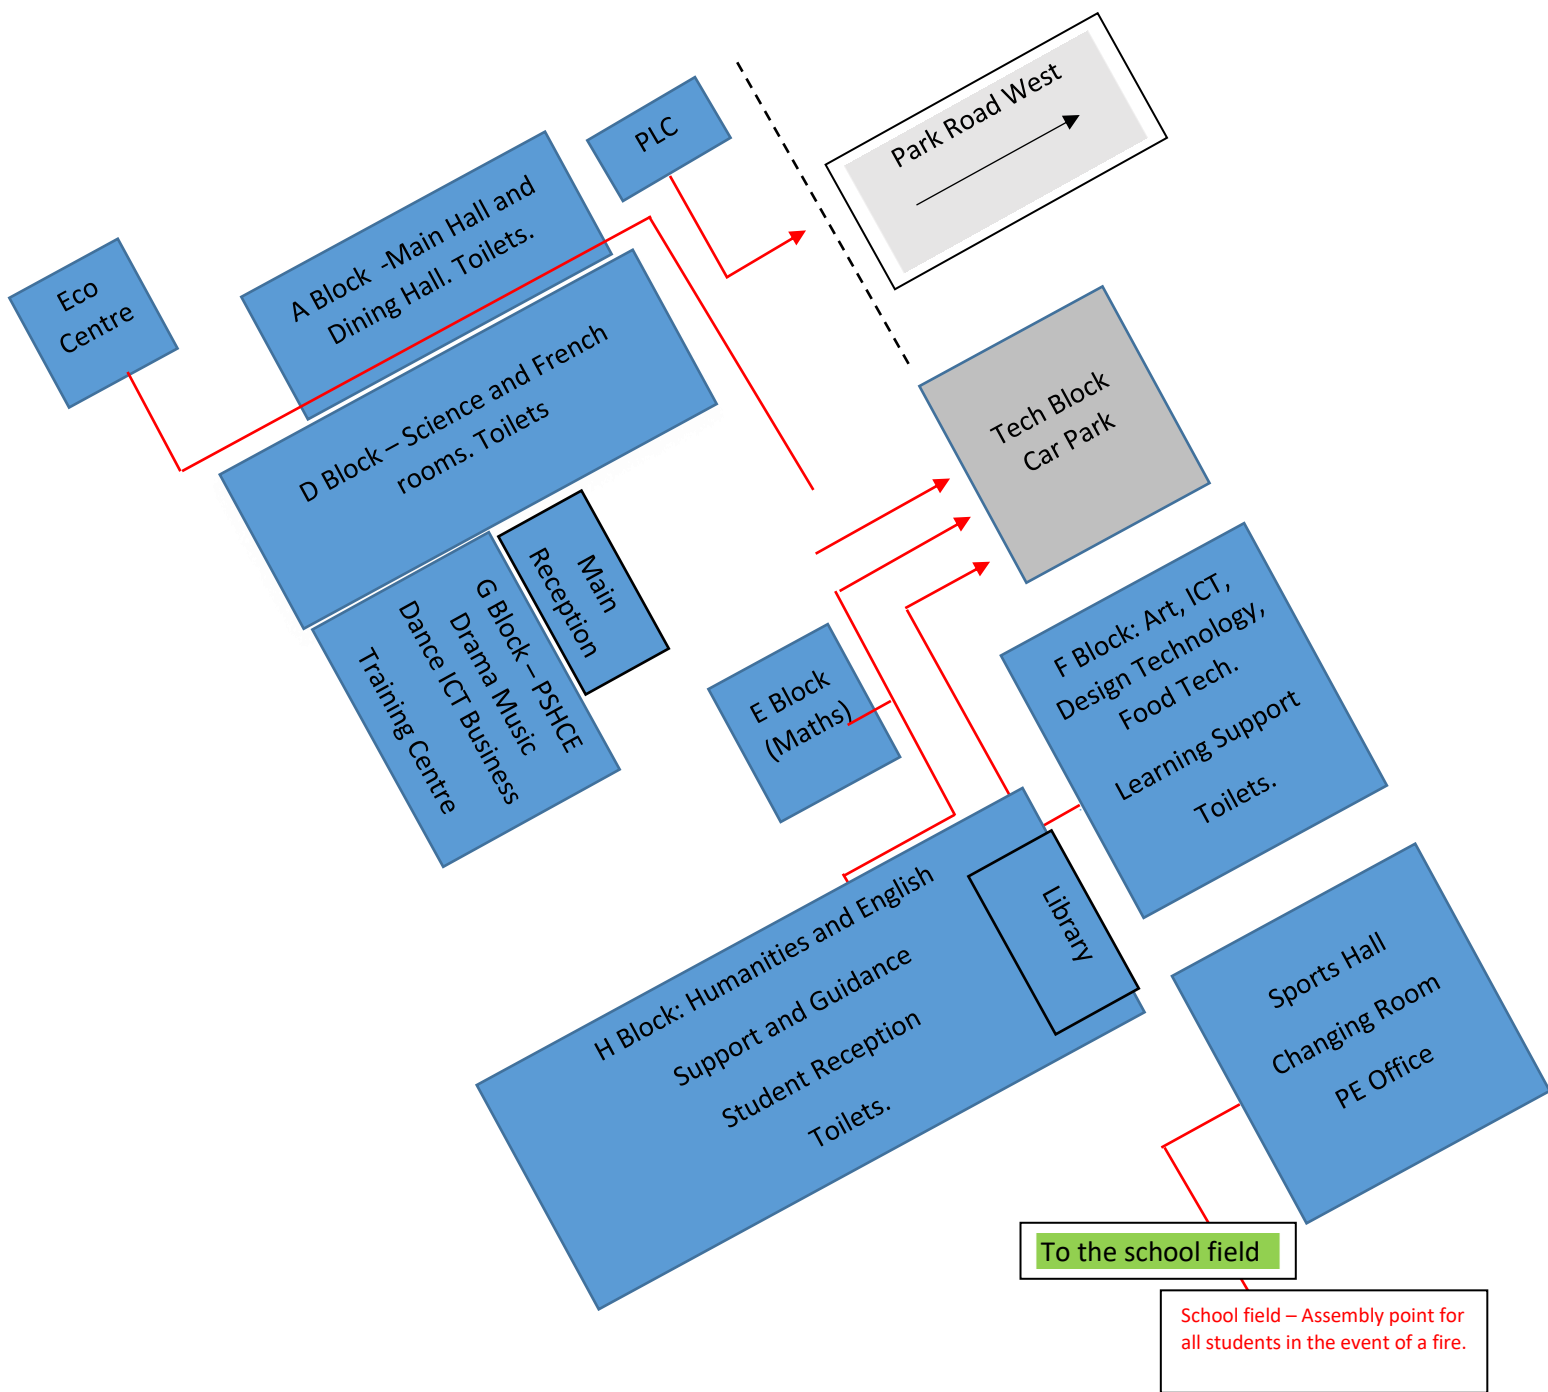 Park Road West
PLC
A Block  -Main Hall and
Dining Hall. Toilets.
Eco
Centre
D Block – Science and French
rooms. Toilets
Tech Block
Car Park
Main
Reception
G Block – PSHCE
Drama Music
Dance ICT Business
Training Centre
E Block
(Maths)
F Block: Art, ICT,
Design Technology,
Food Tech.
Learning Support
Toilets.
Library
H Block: Humanities and English
Support and Guidance
Student Reception
Toilets.
Sports Hall
Changing Room
PE Office
To the school field
School field – Assembly point for
all students in the event of a fire.